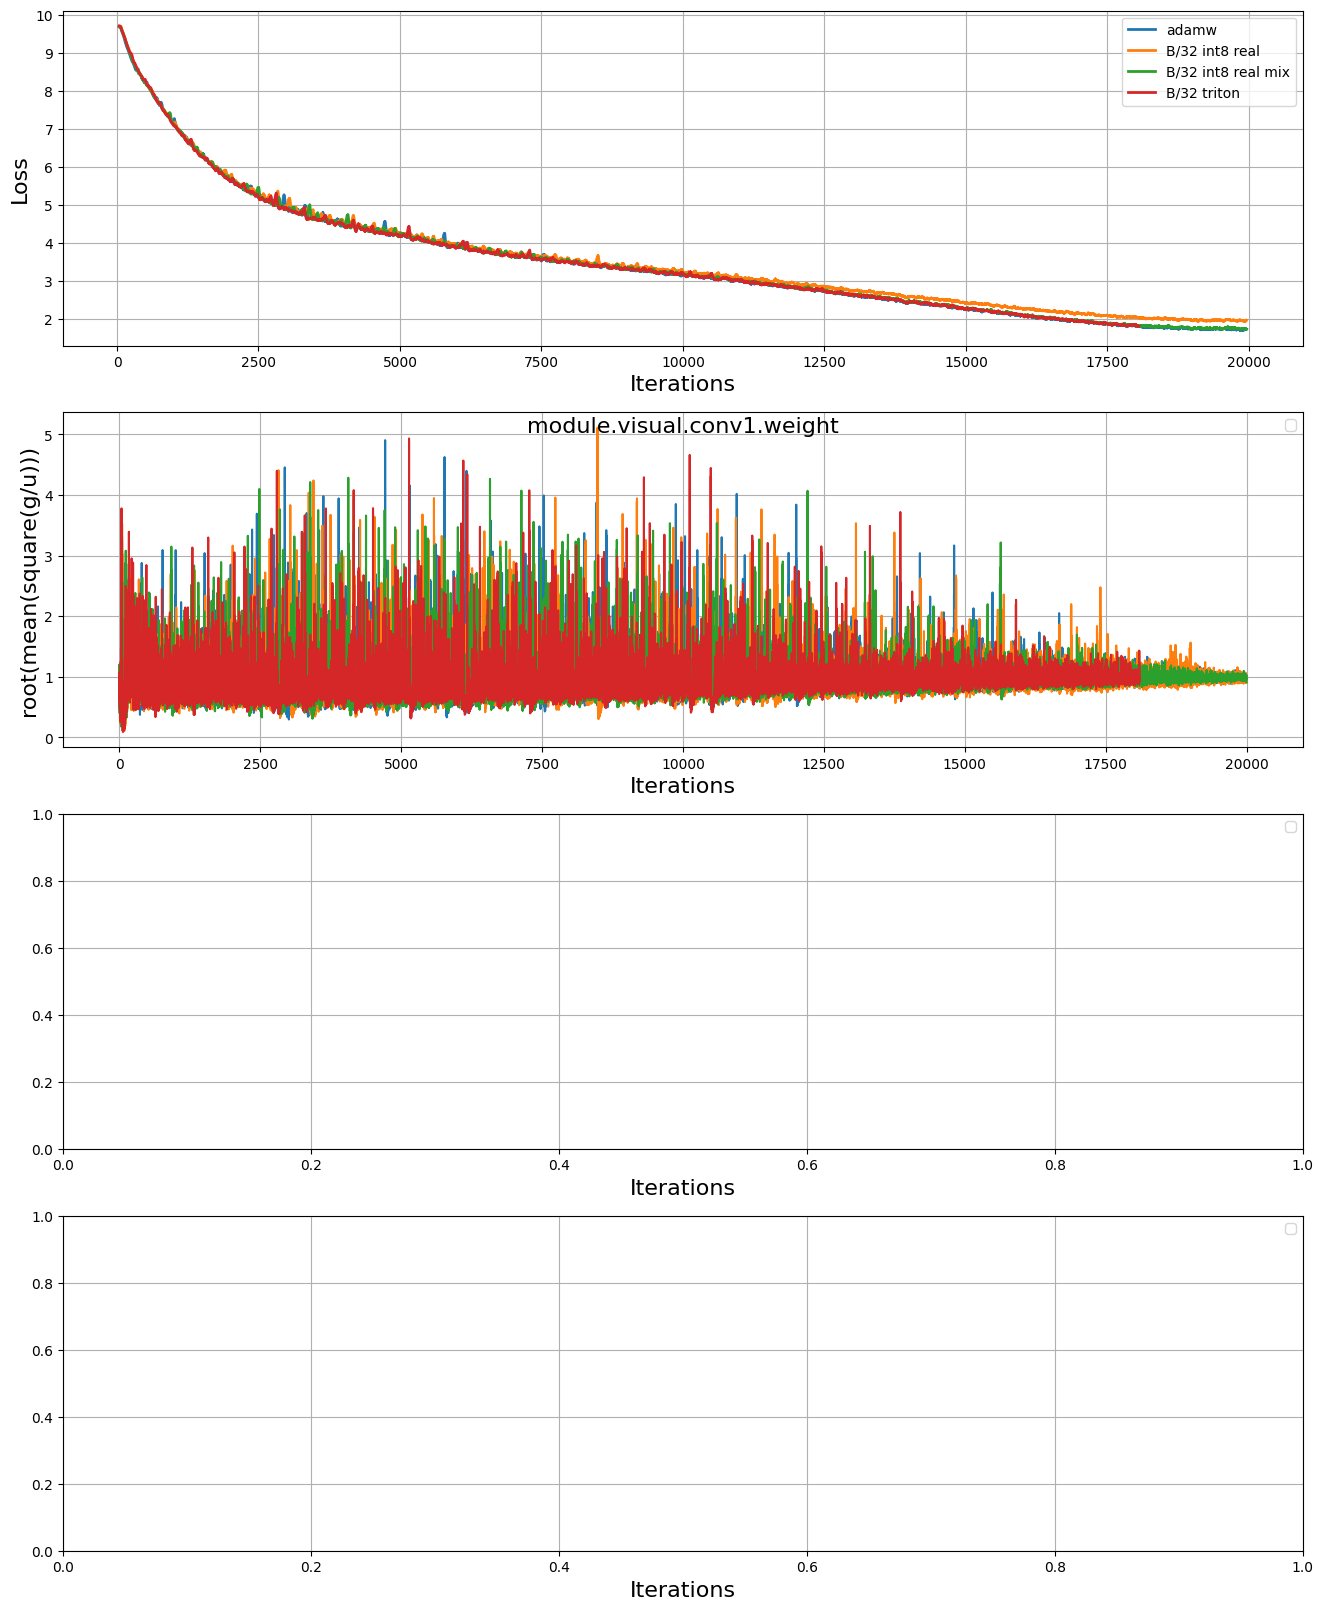 10
9
8
7
6
5
4
3
2
Loss
adamw
B/32 int8 real
B/32 int8 real mix
B/32 triton
0 2500 5000 7500 10000 12500 15000 17500 20000
Iterations
module.visual.conv1.weight
5
4
3
2
1
0
root(mean(square(g/u)))
0 2500 5000 7500 10000 12500 15000 17500 20000
Iterations
1.0
0.8
0.6
0.4
0.2
0.0
0.0 0.2 0.4 0.6 0.8 1.0
Iterations
1.0
0.8
0.6
0.4
0.2
0.0
0.0 0.2 0.4 0.6 0.8 1.0
Iterations